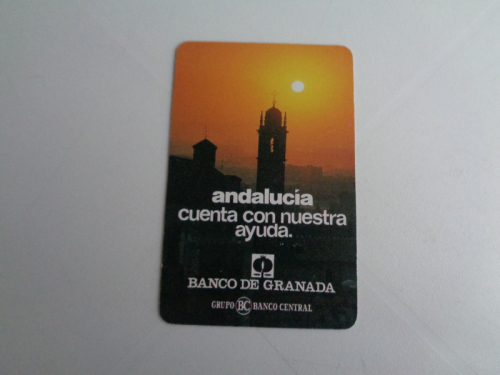 andalucía
cuenta con nuestra
ayuda.
BANCO DE GRANADA
GRUPO BC BANCO CENTRAL